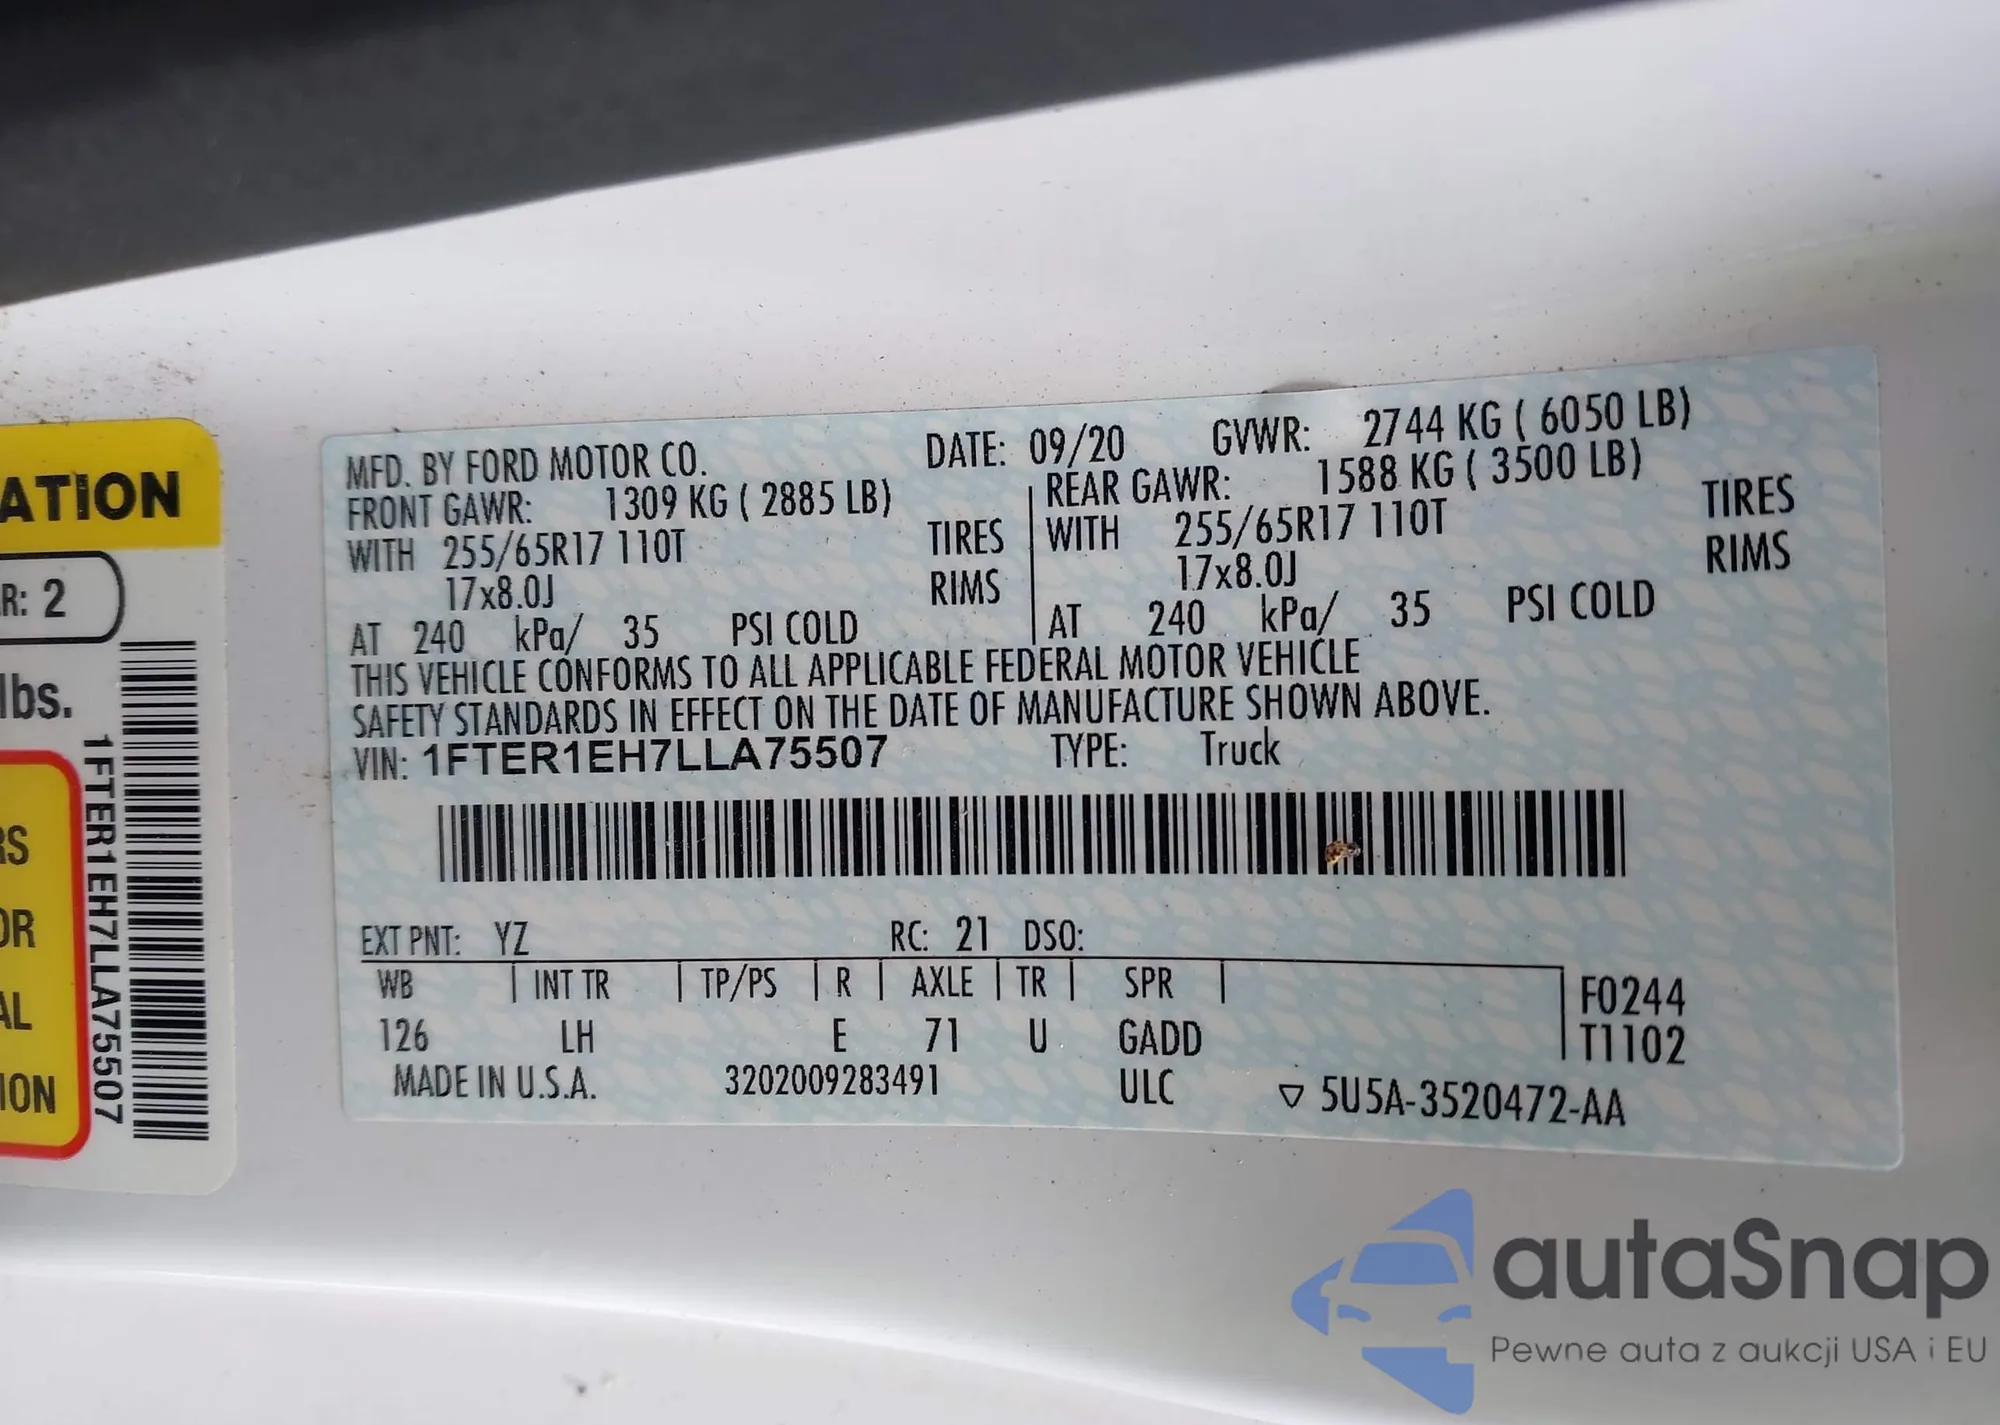 ATION
R: 2
lbs.
RS
OR
AL
ION
1FTER1EH7LLA75507
MFD. BY FORD MOTOR CO. DATE: 09/20 GVWR: 2744 KG ( 6050 LB)
FRONT GAWR: 1309 KG ( 2885 LB) REAR GAWR: 1588 KG ( 3500 LB)
WITH 255/65R17 110T TIRES WITH 255/65R17 110T TIRES
17x8.0J RIMS 17x8.0J RIMS
AT 240 kPa/ 35 PSI COLD AT 240 kPa/ 35 PSI COLD
THIS VEHICLE CONFORMS TO ALL APPLICABLE FEDERAL MOTOR VEHICLE
SAFETY STANDARDS IN EFFECT ON THE DATE OF MANUFACTURE SHOWN ABOVE.
VIN: 1FTER1EH7LLA75507 TYPE: Truck
EXT PNT: YZ RC: 21 DSO:
WB INT TR TP/PS R AXLE TR SPR F0244
126 LH E 71 U GADD T1102
MADE IN U.S.A. 3202009283491 ULC ▽ 5U5A-3520472-AA
autaSnap
Pewne auta z aukcji USA i EU